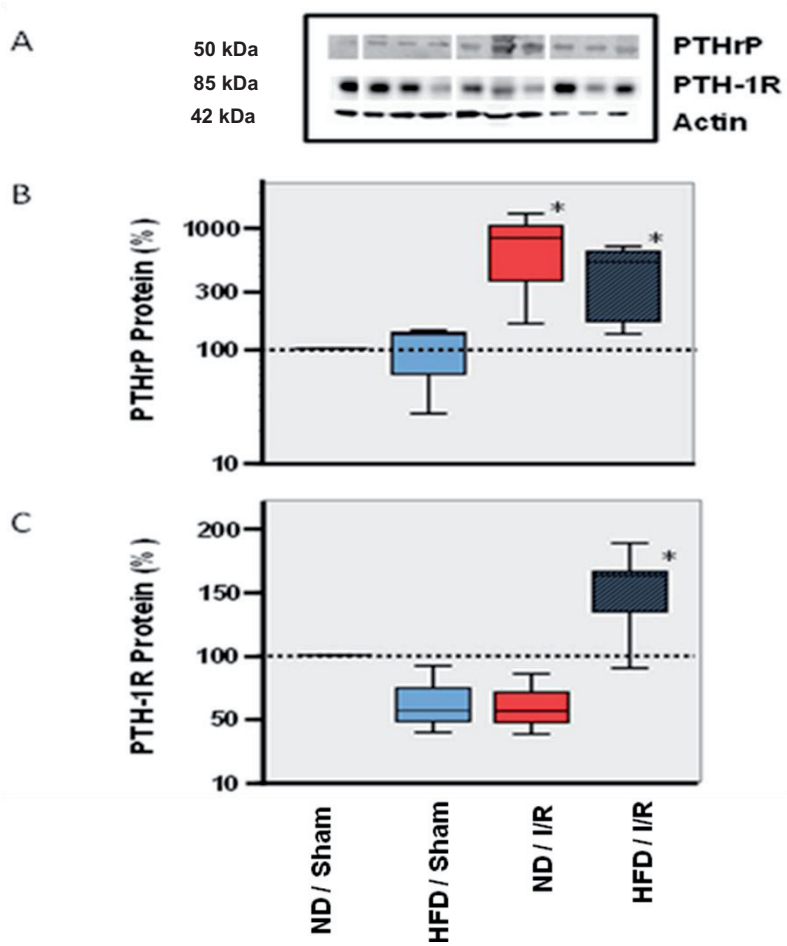 A
50 kDa
PTHrP
85 kDa
PTH-1R
42 kDa
Actin
B
PTHrP Protein (%)
1000
*
*
300
100
10
C
PTH-1R Protein (%)
200
*
150
100
50
10
ND / Sham
HFD / Sham
ND / I/R
HFD / I/R